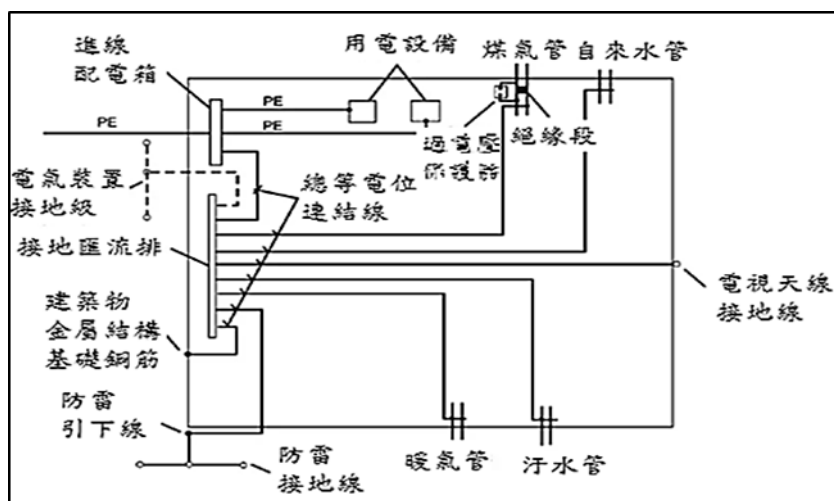 進線
配電箱
用電設備
煤氣管
自來水管
PE
PE
PE
過電壓
保護器
絕緣段
電氣裝置
接地級
總等電位
連結線
接地匯流排
建築物
金屬結構
基礎鋼筋
電視天線
接地線
防雷
引下線
防雷
接地線
暖氣管
汙水管